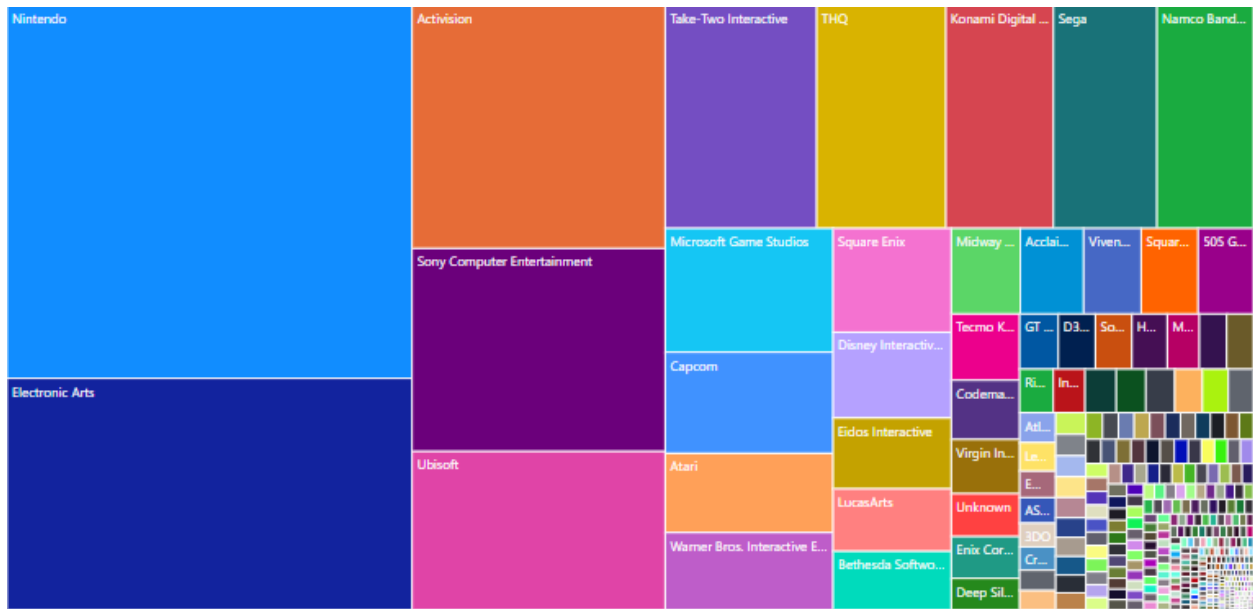 Nintendo
Electronic Arts
Activision
Sony Computer Entertainment
Ubisoft
Take-Two Interactive
THQ
Konami Digital ...
Sega
Namco Band...
Microsoft Game Studios
Capcom
Atari
Warner Bros. Interactive E...
Square Enix
Disney Interactiv...
Eidos Interactive
LucasArts
Bethesda Softwo...
Midway ...
Tecmo K...
Codema...
Virgin In...
Unknown
Enix Cor...
Deep Sil...
Acclai...
Viven...
Squar...
505 G...
GT ...
D3...
So...
H...
M...
Ri...
In...
Atl...
Le...
E...
AS...
3DO
Cr...